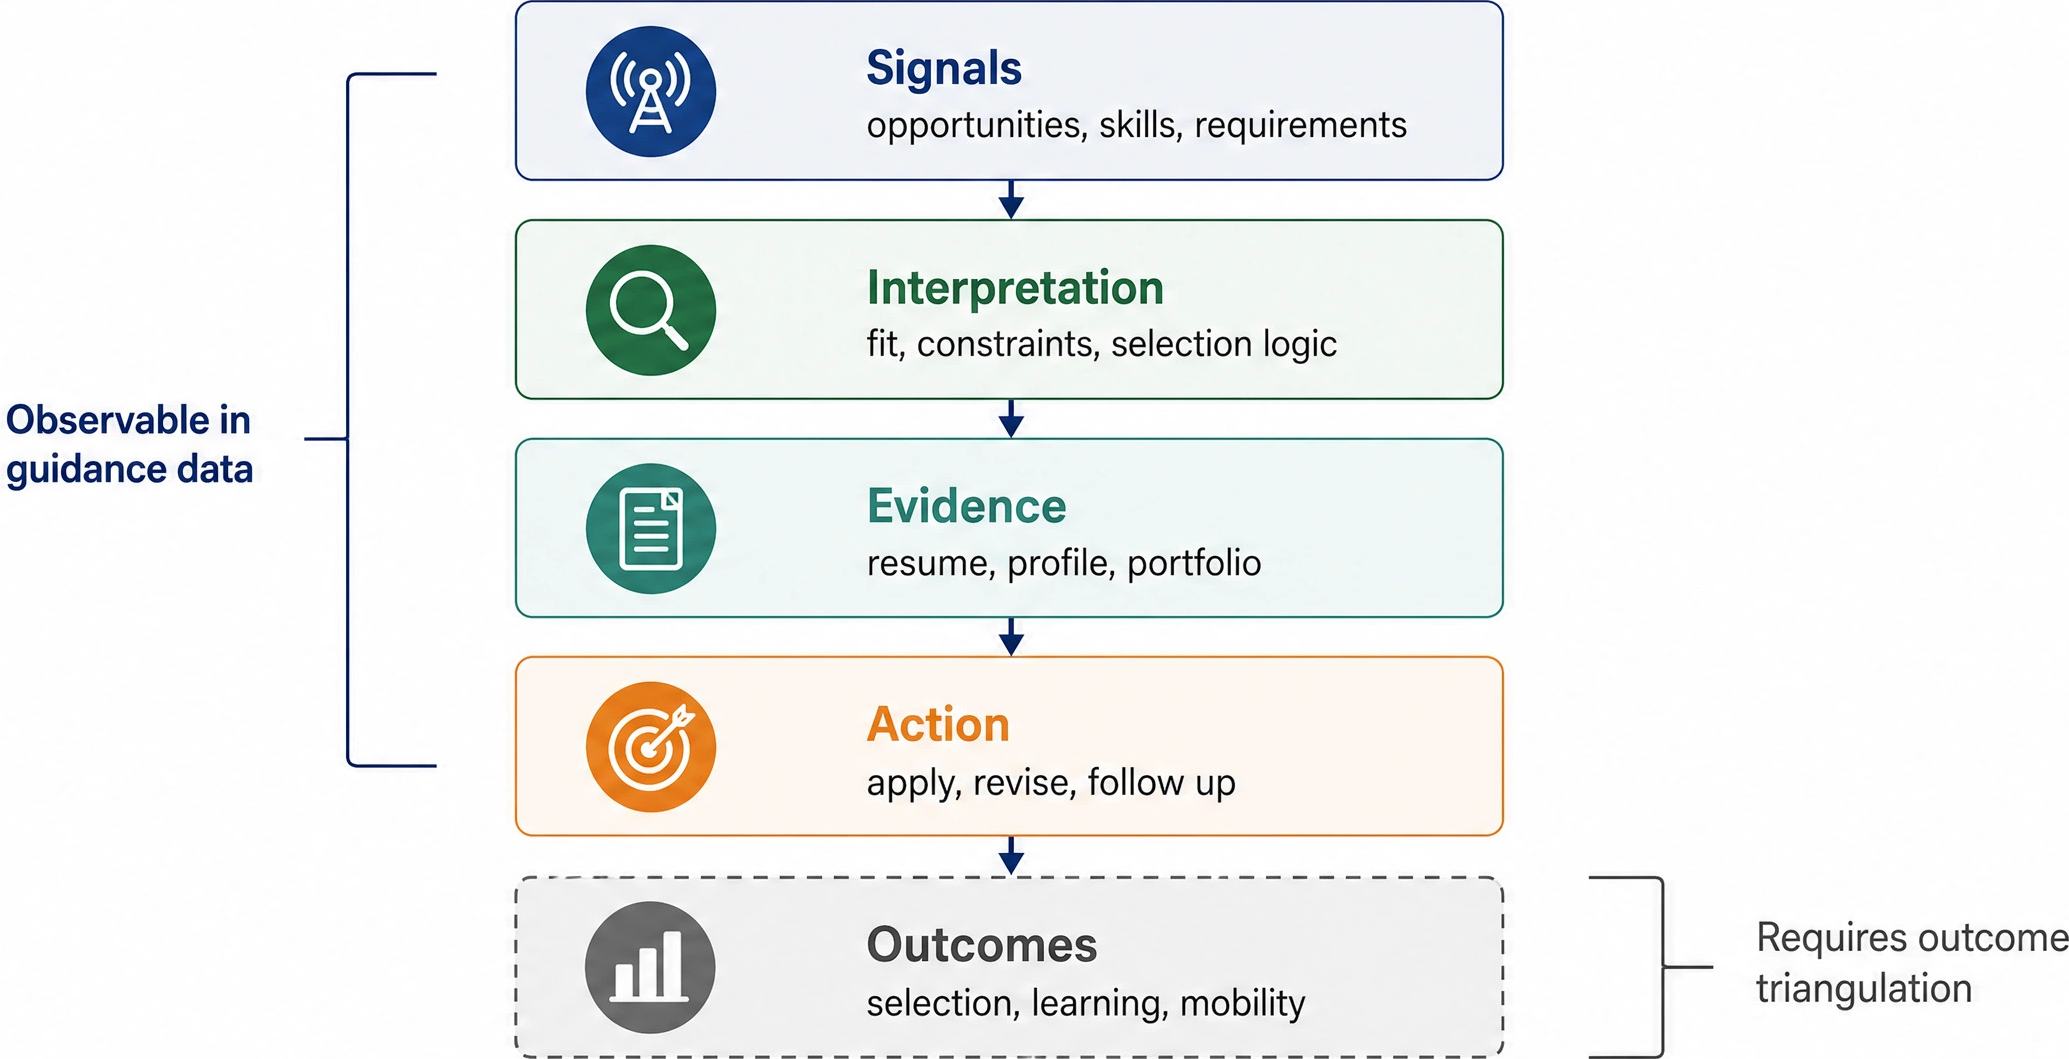 Signals
opportunities, skills, requirements
Interpretation
fit, constraints, selection logic
Observable in
guidance data
Evidence
resume, profile, portfolio
Action
apply, revise, follow up
Outcomes
selection, learning, mobility
Requires outcome
triangulation